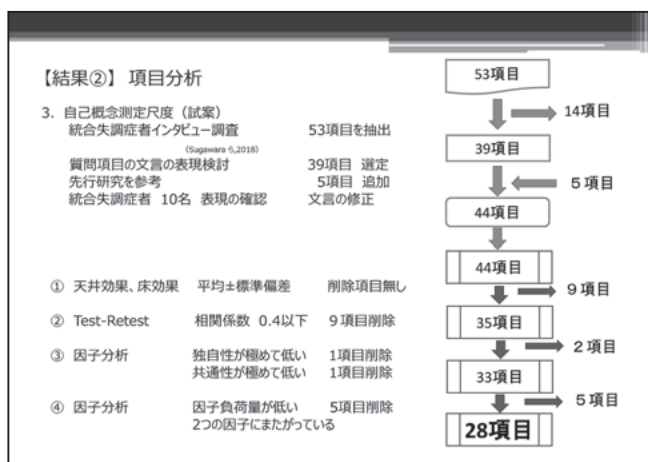 【結果②】 項目分析
3. 自己概念測定尺度（試案）
統合失調症者インタビュー調査 53項目を抽出
(Sugawara ら,2018)
質問項目の文言の表現検討 39項目 選定
先行研究を参考 5項目 追加
統合失調症者 10名 表現の確認 文言の修正
① 天井効果、床効果 平均±標準偏差 削除項目無し
② Test-Retest 相関係数 0.4以下 9項目削除
③ 因子分析 独自性が極めて低い 1項目削除
共通性が極めて低い 1項目削除
④ 因子分析 因子負荷量が低い 5項目削除
2つの因子にまたがっている
53項目
14項目
39項目
5項目
44項目
44項目
9項目
35項目
2項目
33項目
5項目
28項目